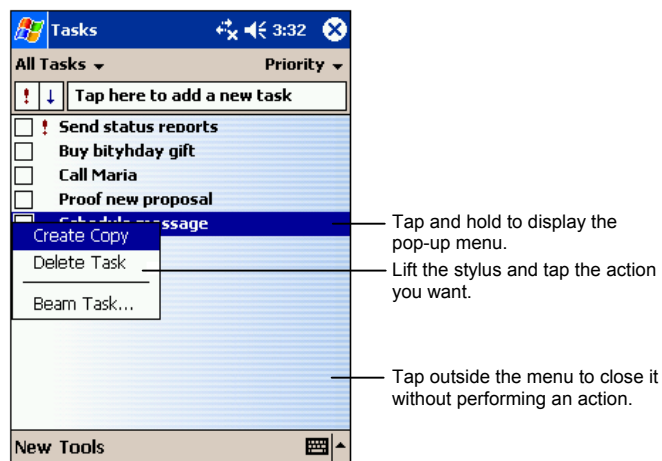 Tasks 3:32
All Tasks Priority
! ↓ Tap here to add a new task
! Send status reports
Buy bityhday gift
Call Maria
Proof new proposal
Schedule
Create Copy
Delete Task
Beam Task...
New Tools
Tap and hold to display the
pop-up menu.
Lift the stylus and tap the action
you want.
Tap outside the menu to close it
without performing an action.